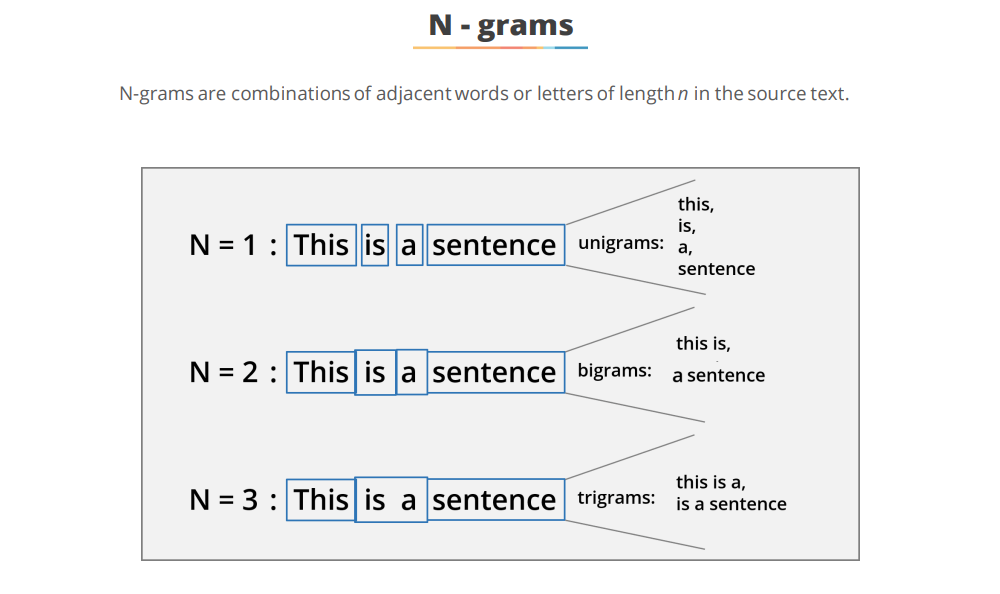 N - grams
N-grams are combinations of adjacent words or letters of length n in the source text.
N = 1 : This is a sentence unigrams:
this,
is,
a,
sentence
N = 2 : This is a sentence bigrams:
this is,
a sentence
N = 3 : This is a sentence trigrams:
this is a,
is a sentence